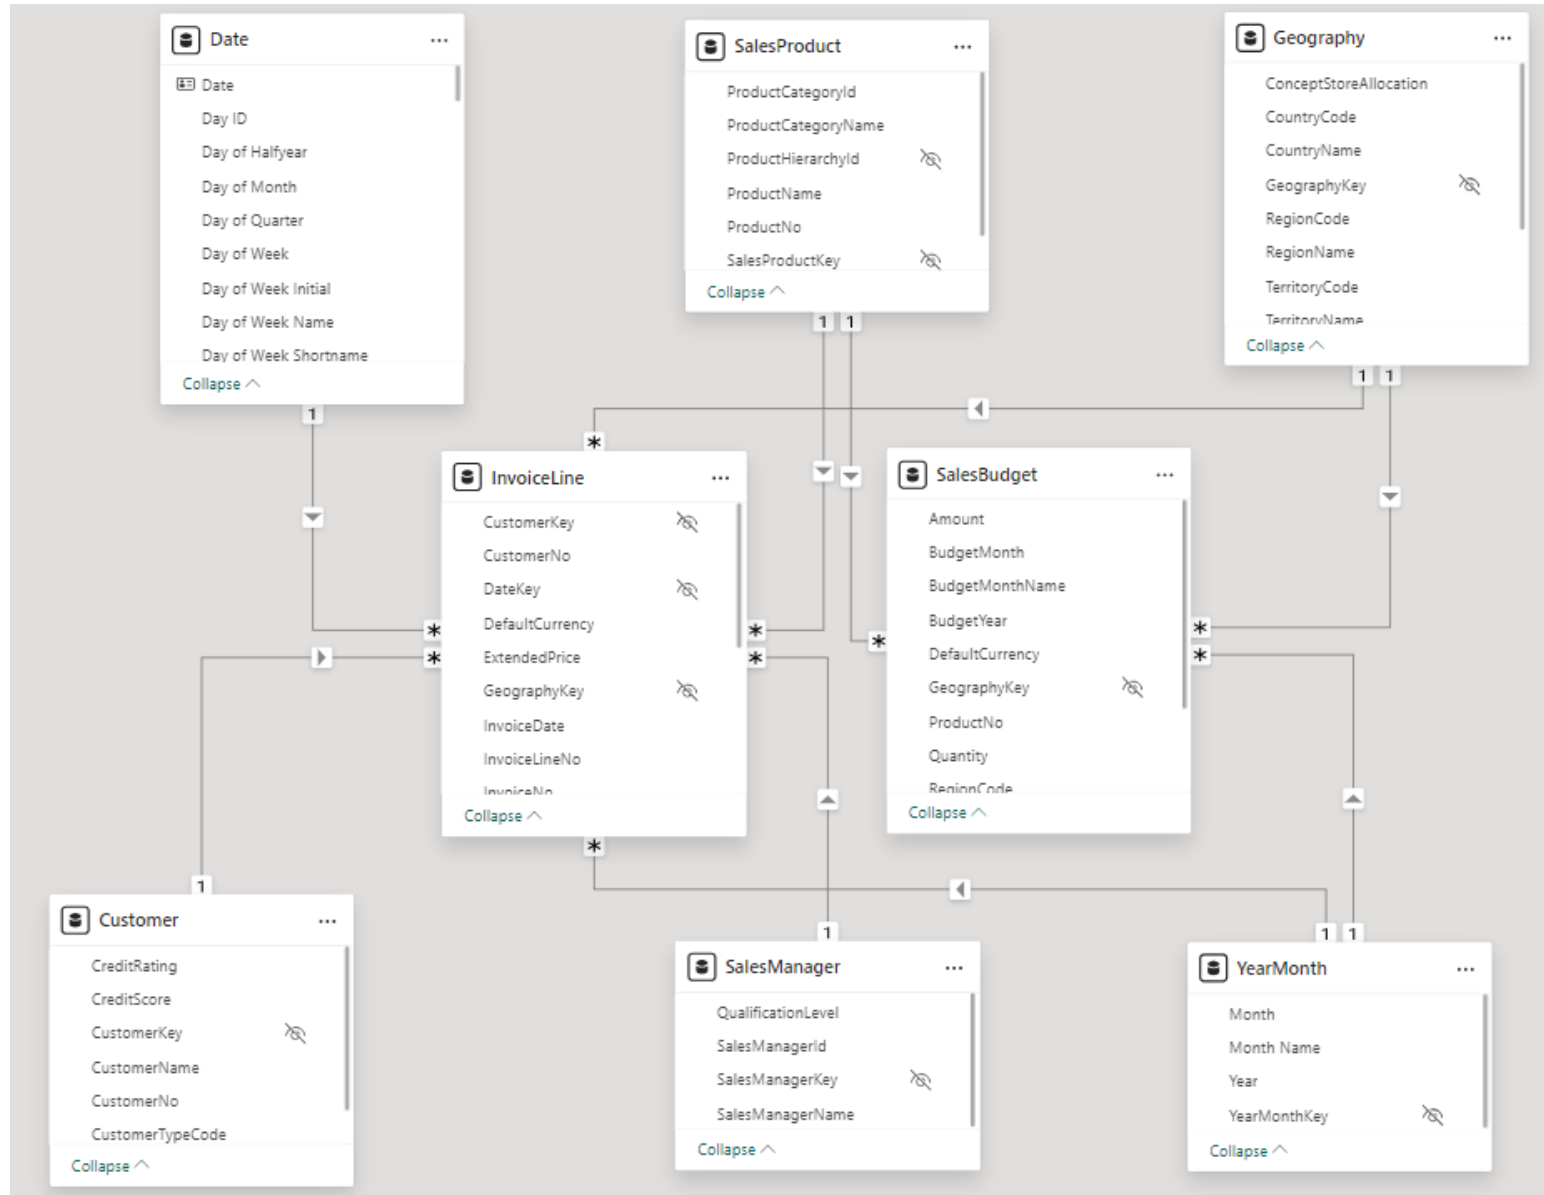 Date
Date
Day ID
Day of Halfyear
Day of Month
Day of Quarter
Day of Week
Day of Week Initial
Day of Week Name
Day of Week Shortname
Collapse
1
SalesProduct
ProductCategoryId
ProductCategoryName
ProductHierarchyId
ProductName
ProductNo
SalesProductKey
Collapse
1 1
Geography
ConceptStoreAllocation
CountryCode
CountryName
GeographyKey
RegionCode
RegionName
TerritoryCode
TerritoryName
Collapse
1 1
*
InvoiceLine
CustomerKey
CustomerNo
DateKey
DefaultCurrency
ExtendedPrice
GeographyKey
InvoiceDate
InvoiceLineNo
InvoiceNo
Collapse
* *
* *
*
SalesBudget
Amount
BudgetMonth
BudgetMonthName
BudgetYear
DefaultCurrency
GeographyKey
ProductNo
Quantity
RegionCode
Collapse
* *
*
1
Customer
CreditRating
CreditScore
CustomerKey
CustomerName
CustomerNo
CustomerTypeCode
Collapse
1
SalesManager
QualificationLevel
SalesManagerId
SalesManagerKey
SalesManagerName
Collapse
1 1
YearMonth
Month
Month Name
Year
YearMonthKey
Collapse